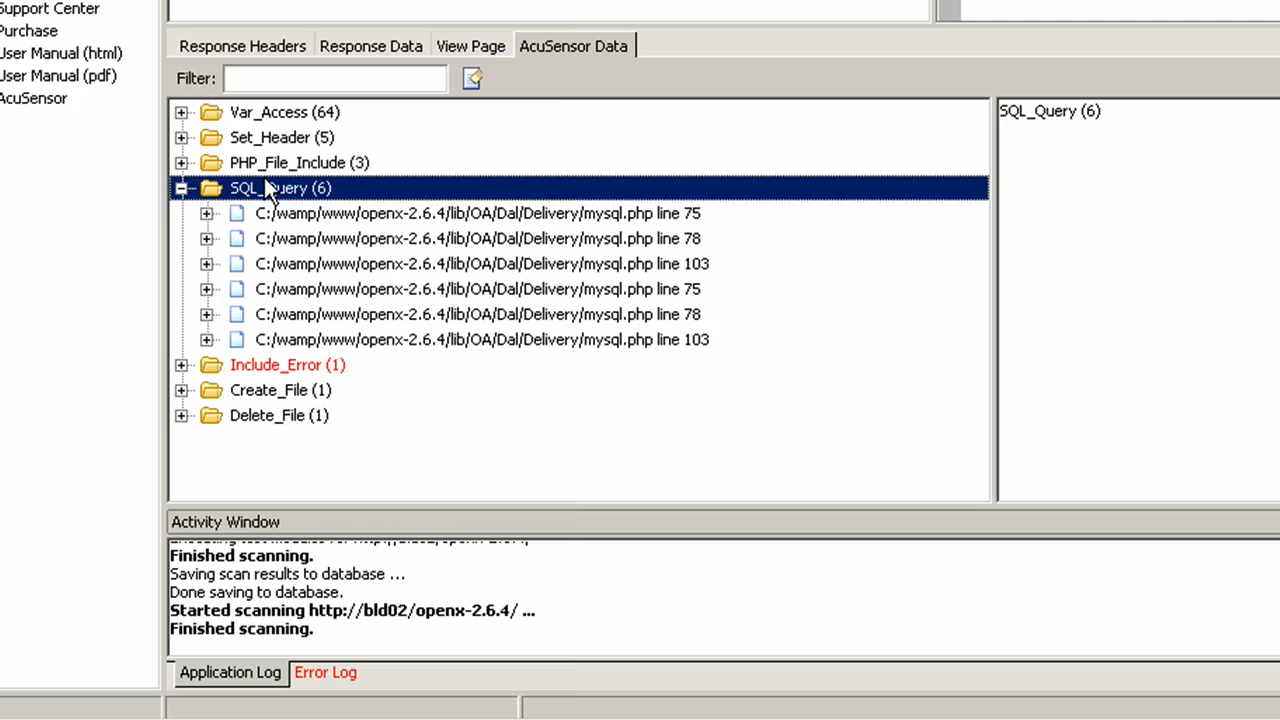 Support Center
Purchase
User Manual (html)
User Manual (pdf)
AcuSensor
Response Headers Response Data View Page AcuSensor Data
Filter:
Var_Access (64)
Set_Header (5)
PHP_File_Include (3)
SQL_Query (6)
C:/wamp/www/openx-2.6.4/lib/OA/Dal/Delivery/mysql.php line 75
C:/wamp/www/openx-2.6.4/lib/OA/Dal/Delivery/mysql.php line 78
C:/wamp/www/openx-2.6.4/lib/OA/Dal/Delivery/mysql.php line 103
C:/wamp/www/openx-2.6.4/lib/OA/Dal/Delivery/mysql.php line 75
C:/wamp/www/openx-2.6.4/lib/OA/Dal/Delivery/mysql.php line 78
C:/wamp/www/openx-2.6.4/lib/OA/Dal/Delivery/mysql.php line 103
Include_Error (1)
Create_File (1)
Delete_File (1)
SQL_Query (6)
Activity Window
Finished scanning.
Saving scan results to database ...
Done saving to database.
Started scanning http://bld02/openx-2.6.4/ ...
Finished scanning.
Application Log Error Log